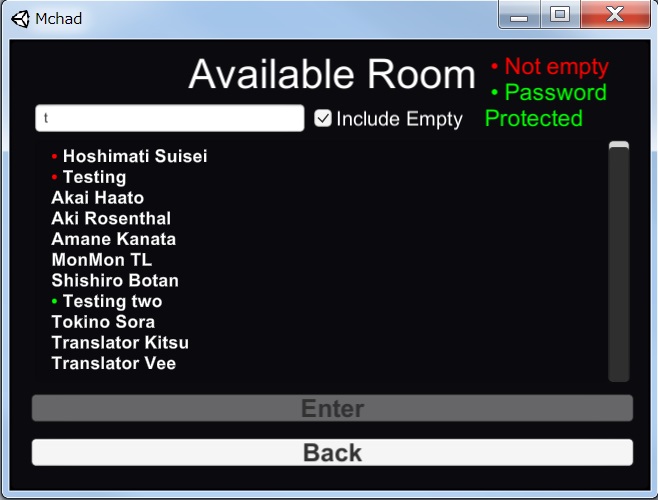 Mchad
Available Room
• Not empty
• Password
Protected
t
Include Empty
• Hoshimati Suisei
• Testing
Akai Haato
Aki Rosenthal
Amane Kanata
MonMon TL
Shishiro Botan
• Testing two
Tokino Sora
Translator Kitsu
Translator Vee
Enter
Back